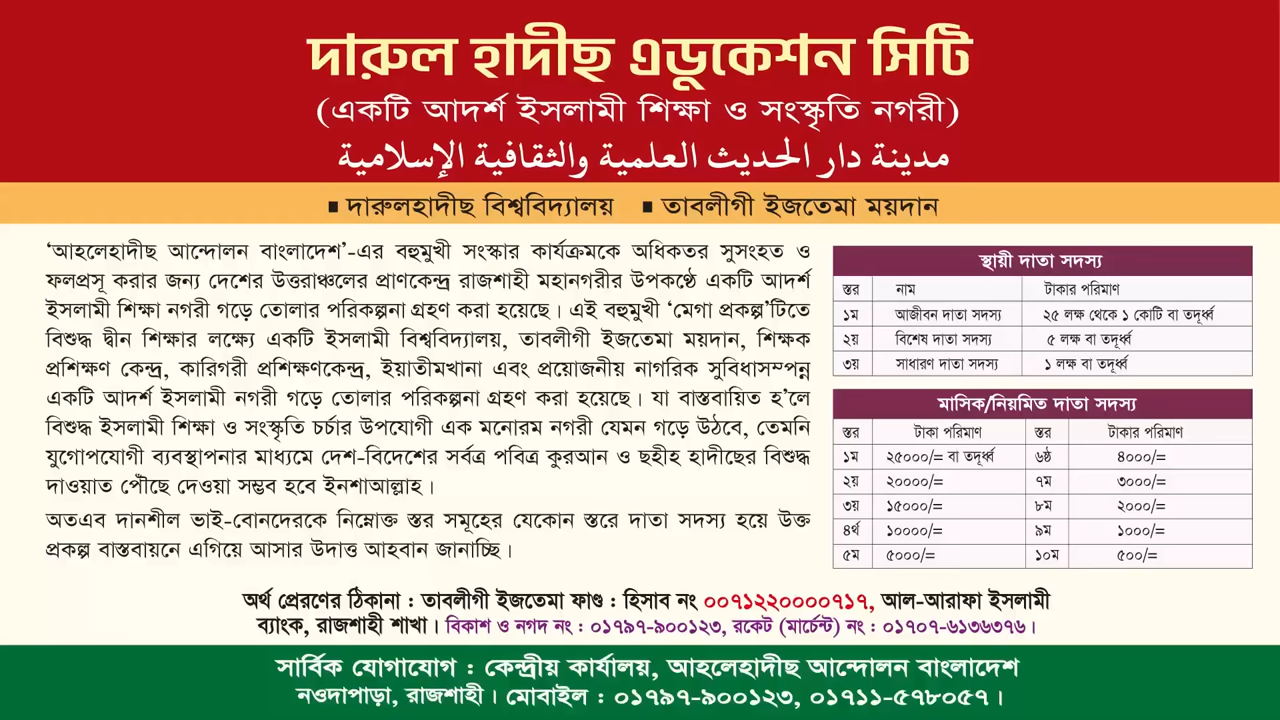 দারুল হাদীছ এডুকেশন সিটি
(একটি আদর্শ ইসলামী শিক্ষা ও সংস্কৃতি নগরী)
مدينة دار الحديث العلمية والثقافية الإسلامية
■ দারুলহাদীছ বিশ্ববিদ্যালয় ■ তাবলীগী ইজতেমা ময়দান
‘আহলেহাদীছ আন্দোলন বাংলাদেশ’-এর বহুমুখী সংস্কার কার্যক্রমকে অধিকতর সুসংহত ও
ফলপ্রসূ করার জন্য দেশের উত্তরাঞ্চলের প্রাণকেন্দ্র রাজশাহী মহানগরীর উপকণ্ঠে একটি আদর্শ
ইসলামী শিক্ষা নগরী গড়ে তোলার পরিকল্পনা গ্রহণ করা হয়েছে। এই বহুমুখী ‘মেগা প্রকল্প’টিতে
বিশুদ্ধ দ্বীন শিক্ষার লক্ষ্যে একটি ইসলামী বিশ্ববিদ্যালয়, তাবলীগী ইজতেমা ময়দান, শিক্ষক
প্রশিক্ষণ কেন্দ্র, কারিগরী প্রশিক্ষণকেন্দ্র, ইয়াতীমখানা এবং প্রয়োজনীয় নাগরিক সুবিধাসম্পন্ন
একটি আদর্শ ইসলামী নগরী গড়ে তোলার পরিকল্পনা গ্রহণ করা হয়েছে। যা বাস্তবায়িত হ’লে
বিশুদ্ধ ইসলামী শিক্ষা ও সংস্কৃতি চর্চার উপযোগী এক মনোরম নগরী যেমন গড়ে উঠবে, তেমনি
যুগোপযোগী ব্যবস্থাপনার মাধ্যমে দেশ-বিদেশের সর্বত্র পবিত্র কুরআন ও ছহীহ হাদীছের বিশুদ্ধ
দাওয়াত পৌঁছে দেওয়া সম্ভব হবে ইনশাআল্লাহ।
অতএব দানশীল ভাই-বোনদেরকে নিম্নোক্ত স্তর সমূহের যেকোন স্তরে দাতা সদস্য হয়ে উক্ত
প্রকল্প বাস্তবায়নে এগিয়ে আসার উদাত্ত আহবান জানাচ্ছি।
স্থায়ী দাতা সদস্য
স্তর নাম টাকার পরিমাণ
১ম আজীবন দাতা সদস্য ২৫ লক্ষ থেকে ১ কোটি বা তদূর্ধ্ব
২য় বিশেষ দাতা সদস্য ৫ লক্ষ বা তদূর্ধ্ব
৩য় সাধারণ দাতা সদস্য ১ লক্ষ বা তদূর্ধ্ব
মাসিক/নিয়মিত দাতা সদস্য
স্তর টাকা পরিমাণ স্তর টাকার পরিমাণ
১ম ২৫০০০/= বা তদূর্ধ্ব ৬ষ্ঠ ৪০০০/=
২য় ২০০০০/= ৭ম ৩০০০/=
৩য় ১৫০০০/= ৮ম ২০০০/=
৪র্থ ১০০০০/= ৯ম ১০০০/=
৫ম ৫০০০/= ১০ম ৫০০/=
অর্থ প্রেরণের ঠিকানা : তাবলীগী ইজতেমা ফাণ্ড : হিসাব নং ০০৭১২২০০০০৭১৭, আল-আরাফা ইসলামী
ব্যাংক, রাজশাহী শাখা। বিকাশ ও নগদ নং : ০১৭৯৭-৯০০১২৩, রকেট (মার্চেন্ট) নং : ০১৭০৭-৬১৩৬৩৭৬।
সার্বিক যোগাযোগ : কেন্দ্রীয় কার্যালয়, আহলেহাদীছ আন্দোলন বাংলাদেশ
নওদাপাড়া, রাজশাহী। মোবাইল : ০১৭৯৭-৯০০১২৩, ০১৭১১-৫৭৮০৫৭।